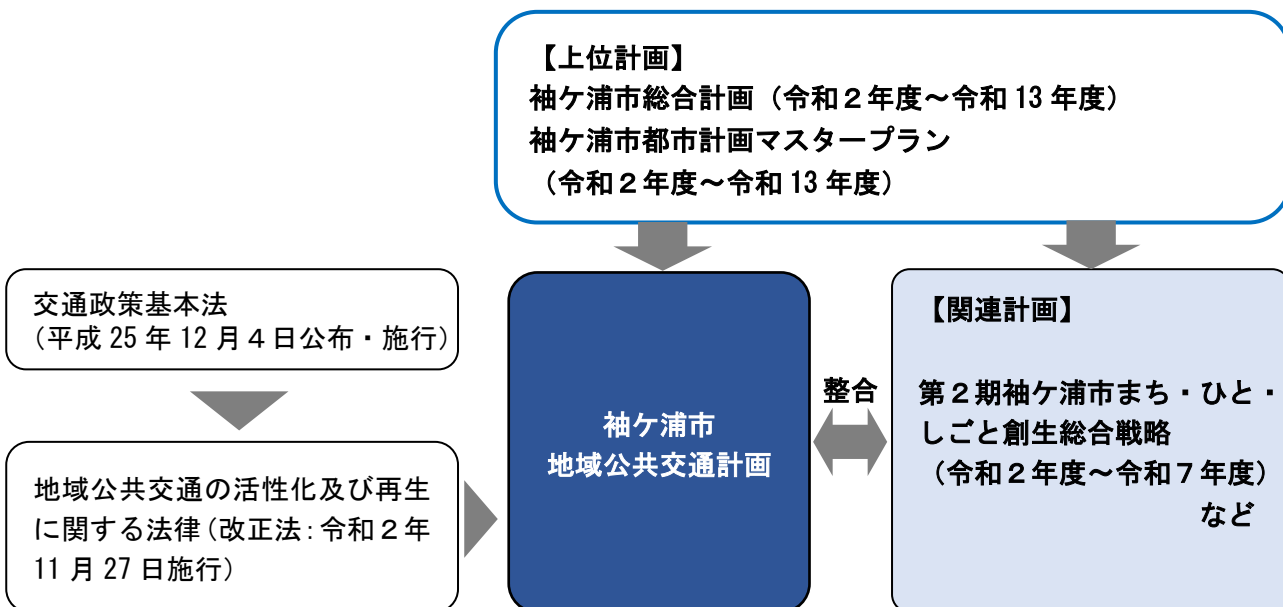 【上位計画】
袖ケ浦市総合計画（令和２年度～令和 13 年度）
袖ケ浦市都市計画マスタープラン
（令和２年度～令和 13 年度）
交通政策基本法
（平成 25 年 12 月４日公布・施行）
地域公共交通の活性化及び再生
に関する法律（改正法：令和２年
11 月 27 日施行）
袖ケ浦市
地域公共交通計画
整合
【関連計画】
第２期袖ケ浦市まち・ひと・
しごと創生総合戦略
（令和２年度～令和７年度）
など